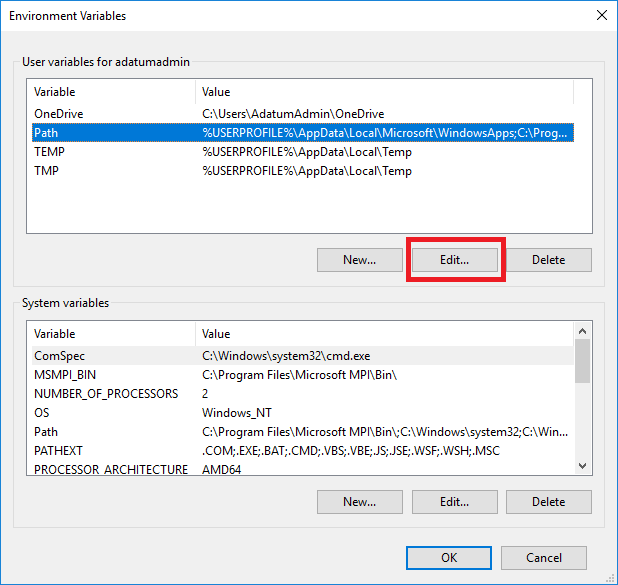 Environment Variables
User variables for adatumadmin
Variable Value
OneDrive C:\Users\AdatumAdmin\OneDrive
Path %USERPROFILE%\AppData\Local\Microsoft\WindowsApps;C:\Prog...
TEMP %USERPROFILE%\AppData\Local\Temp
TMP %USERPROFILE%\AppData\Local\Temp
New... Edit... Delete
System variables
Variable Value
ComSpec C:\Windows\system32\cmd.exe
MSMPI_BIN C:\Program Files\Microsoft MPI\Bin\
NUMBER_OF_PROCESSORS 2
OS Windows_NT
Path C:\Program Files\Microsoft MPI\Bin\;C:\Windows\system32;C:\Win...
PATHEXT .COM;.EXE;.BAT;.CMD;.VBS;.VBE;.JS;.JSE;.WSF;.WSH;.MSC
PROCESSOR_ARCHITECTURE AMD64
New... Edit... Delete
OK Cancel